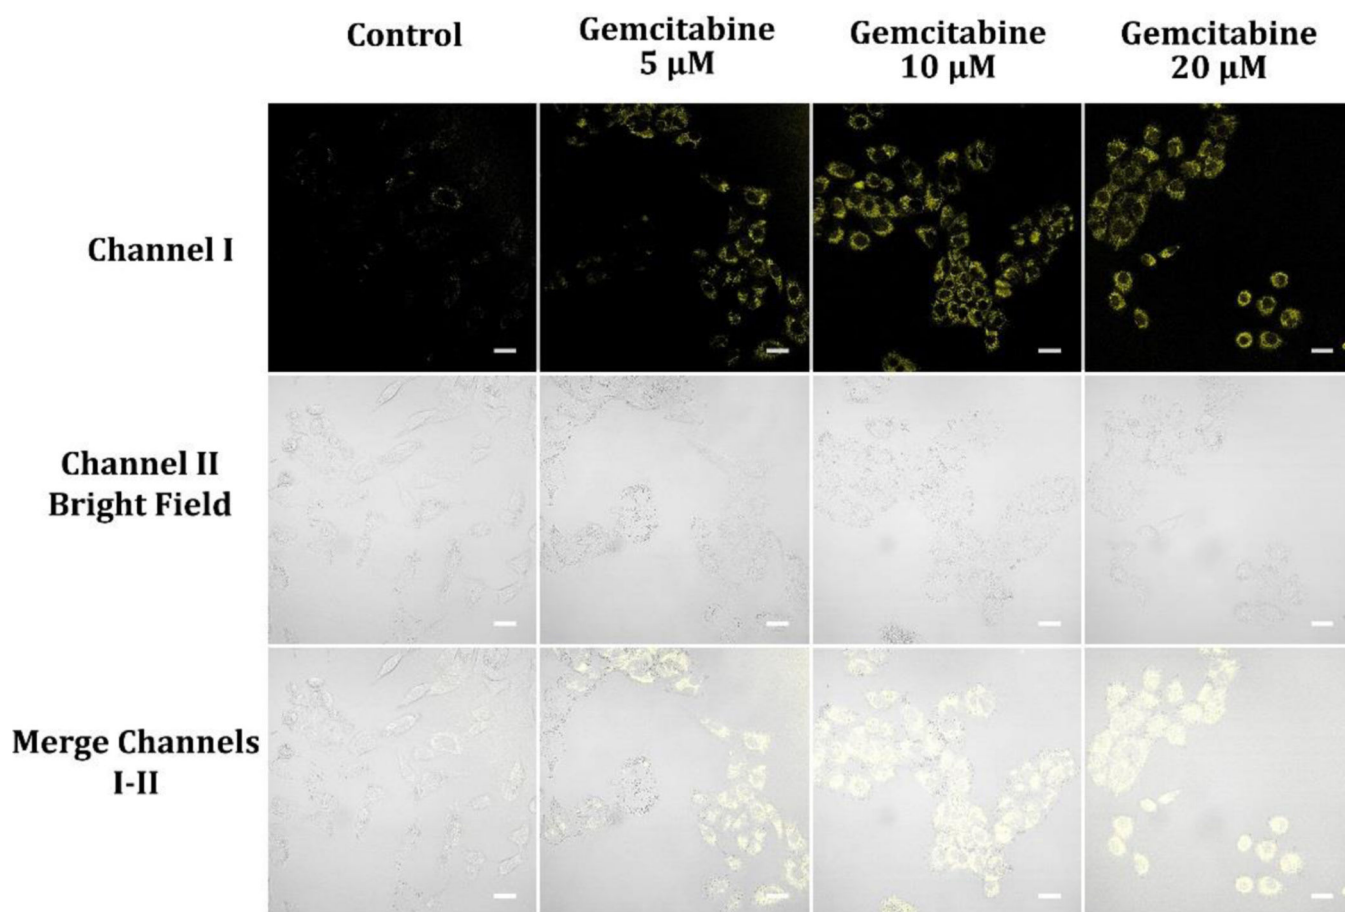 Control
Gemcitabine
5 μM
Gemcitabine
10 μM
Gemcitabine
20 μM
Channel I
Channel II
Bright Field
Merge Channels
I-II